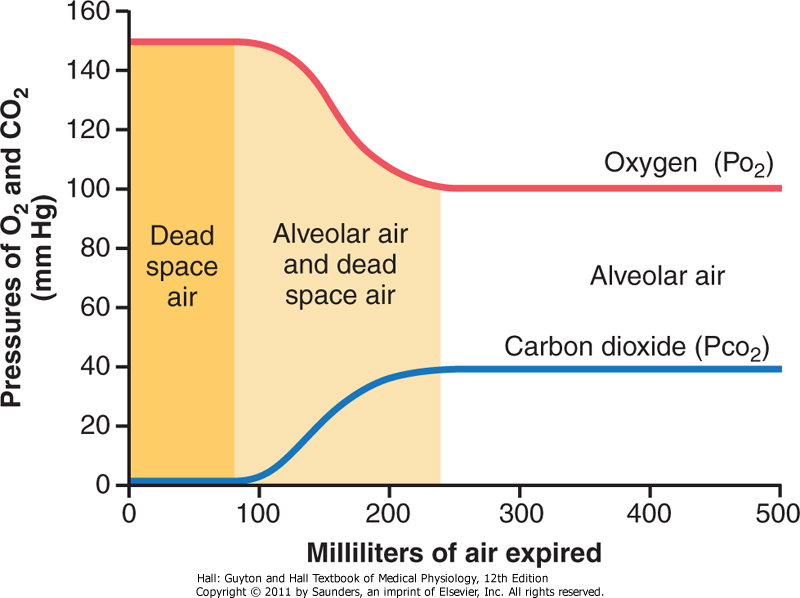 160
140
120
100
80
60
40
20
0
Pressures of O₂ and CO₂
(mm Hg)
Oxygen (Po₂)
Dead
space
air
Alveolar air
and dead
space air
Alveolar air
Carbon dioxide (Pco₂)
0 100 200 300 400 500
Milliliters of air expired
Hall: Guyton and Hall Textbook of Medical Physiology, 12th Edition
Copyright © 2011 by Saunders, an imprint of Elsevier, Inc. All rights reserved.